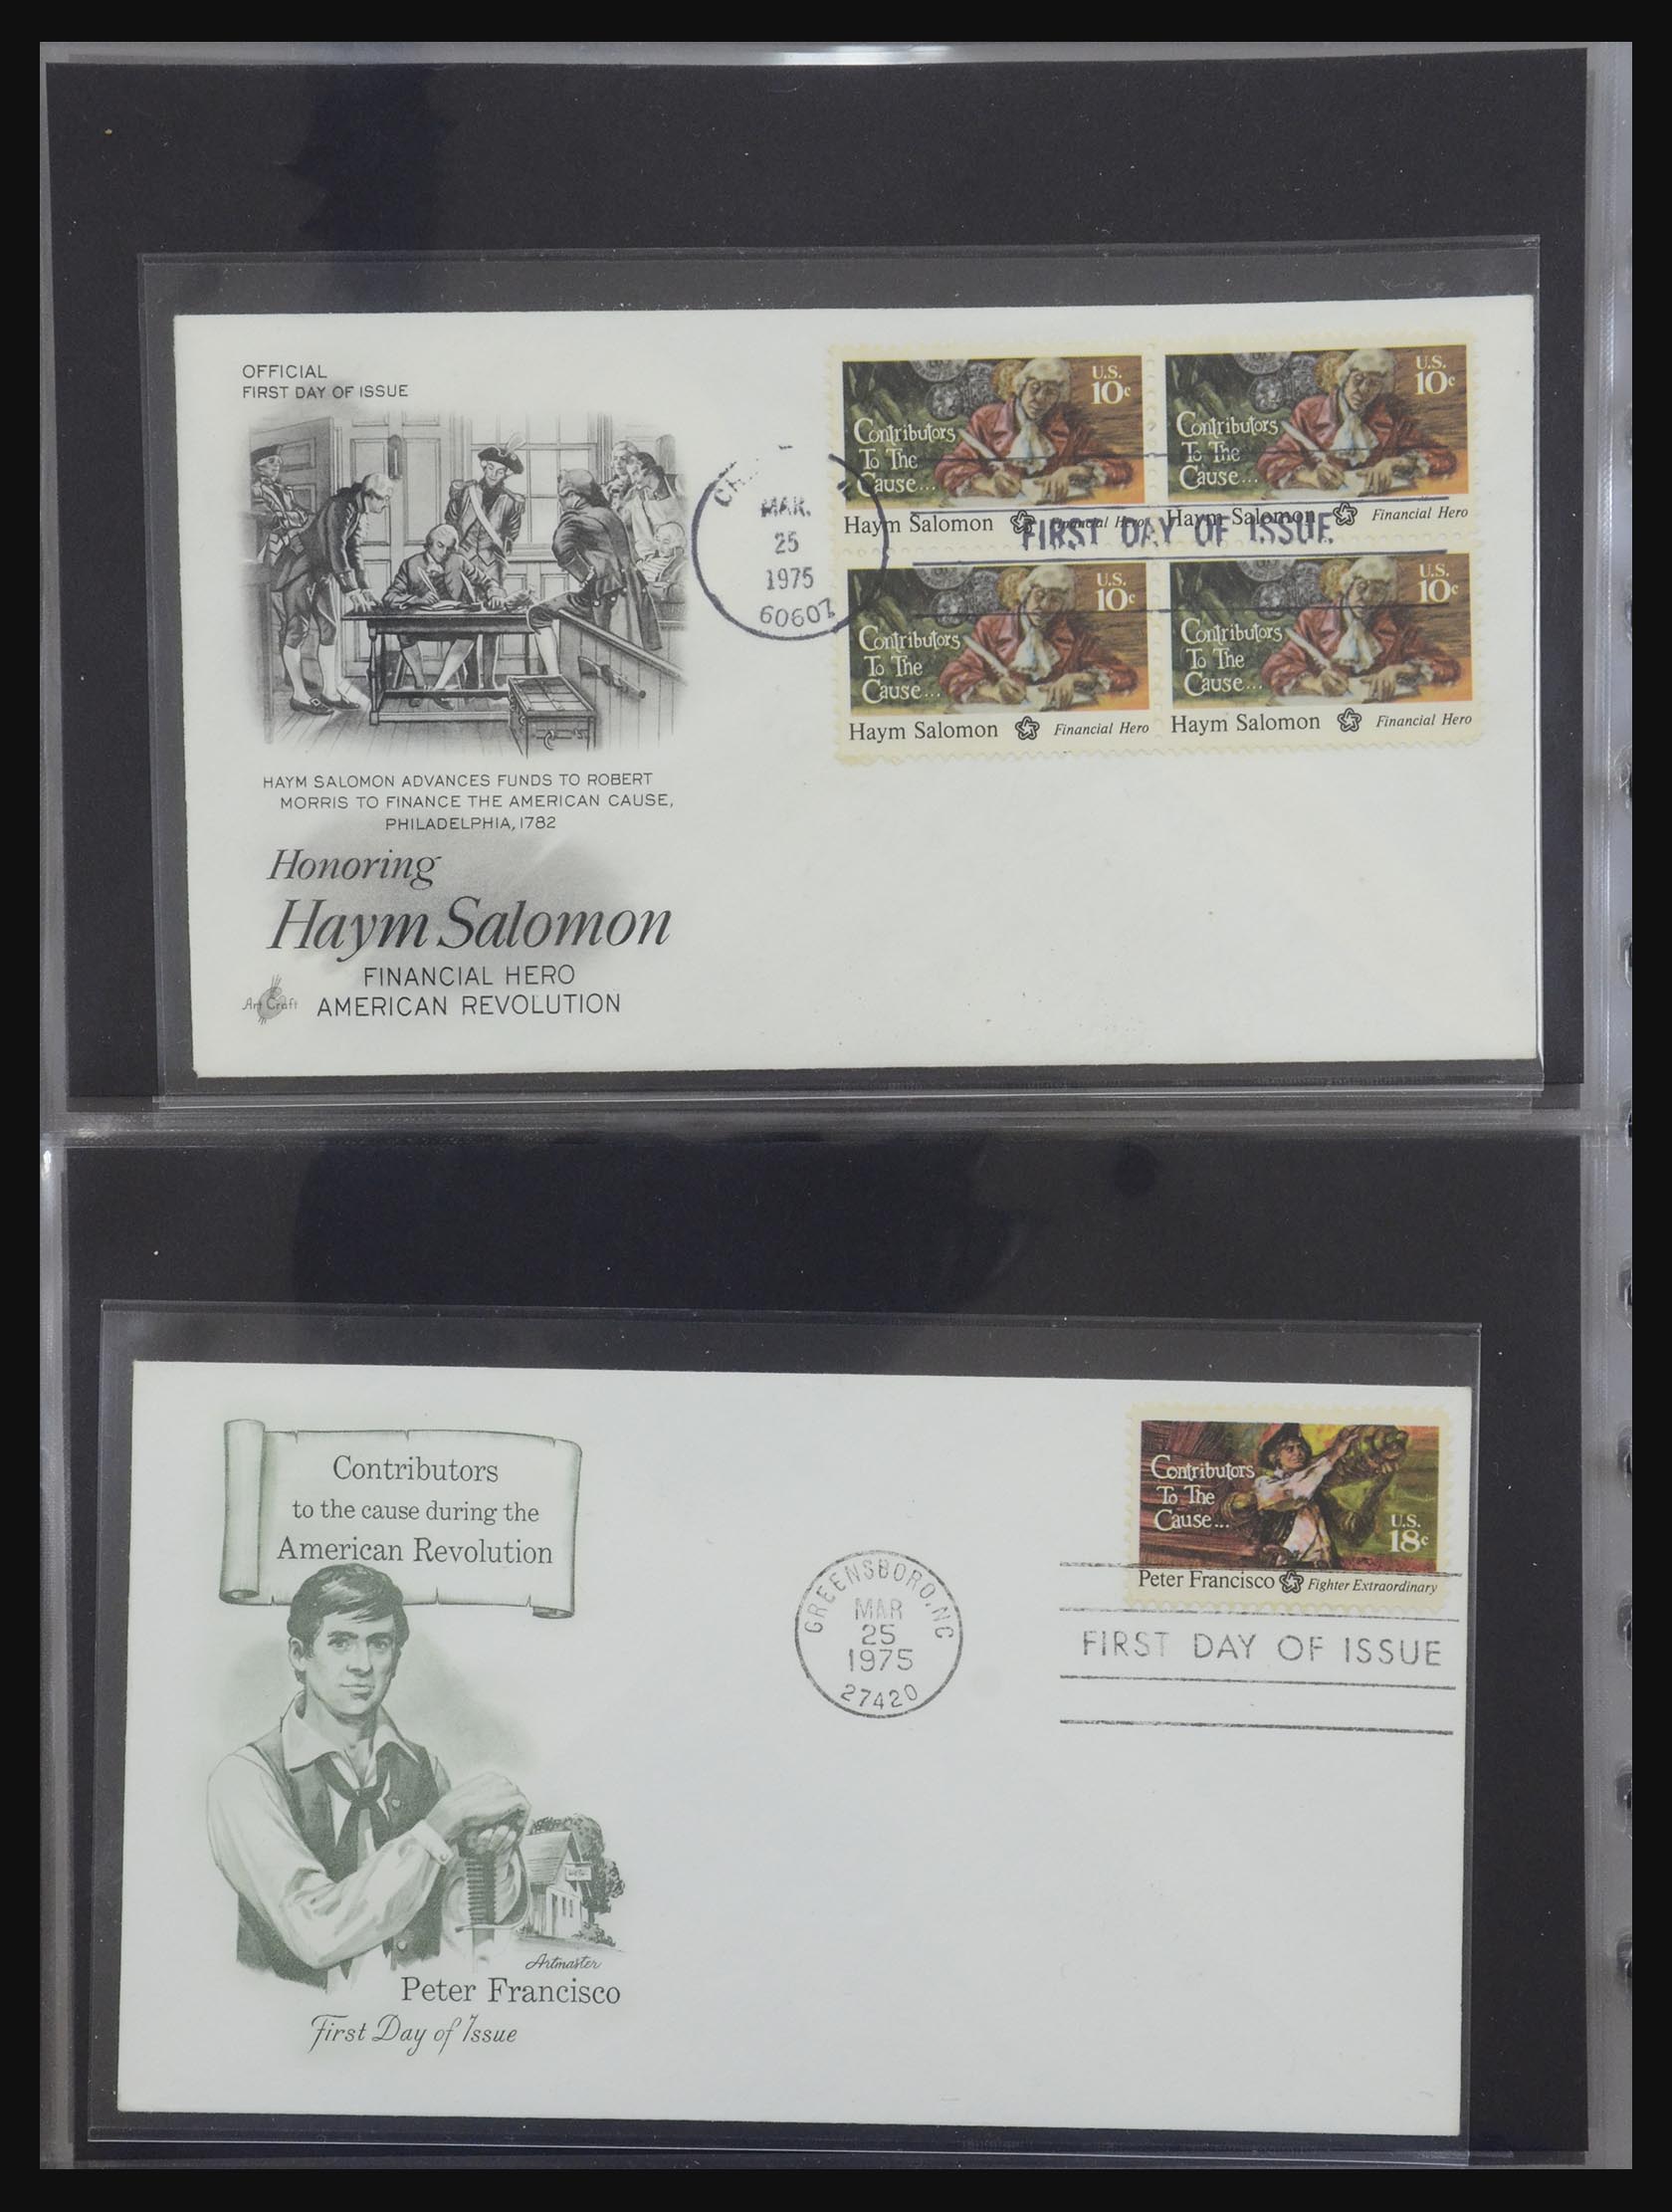 OFFICIAL
FIRST DAY OF ISSUE
HAYM SALOMON ADVANCES FUNDS TO ROBERT
MORRIS TO FINANCE THE AMERICAN CAUSE,
PHILADELPHIA, 1782
Honoring
Haym Salomon
FINANCIAL HERO
AMERICAN REVOLUTION
Art Craft
MAR.
25
1975
60607
U.S.
10c
Contributors
To The
Cause...
Haym Salomon Financial Hero
U.S.
10c
Contributors
To The
Cause...
Haym Salomon Financial Hero
FIRST DAY OF ISSUE
U.S.
10c
Contributors
To The
Cause...
Haym Salomon Financial Hero
U.S.
10c
Contributors
To The
Cause...
Haym Salomon Financial Hero
Contributors
to the cause during the
American Revolution
Artmaster
Peter Francisco
First Day of Issue
GREENSBORO, NC
MAR
25
1975
27420
Contributors
To The
Cause...
U.S.
18c
Peter Francisco Fighter Extraordinary
FIRST DAY OF ISSUE